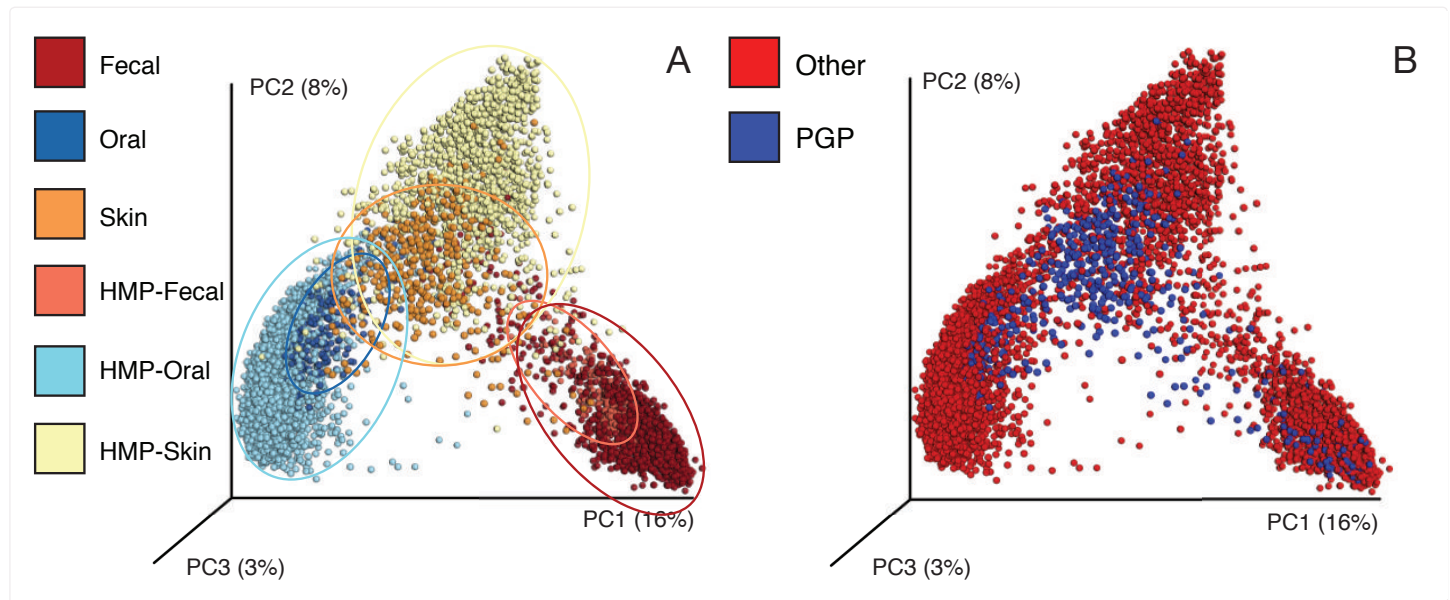 Fecal
Oral
Skin
HMP-Fecal
HMP-Oral
HMP-Skin
A
PC2 (8%)
PC1 (16%)
PC3 (3%)
Other
PGP
B
PC2 (8%)
PC1 (16%)
PC3 (3%)